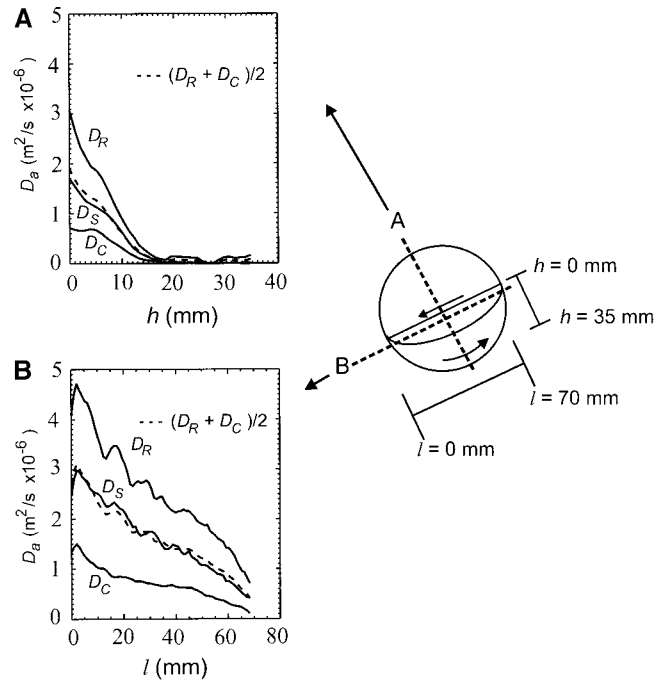 A
5
4
3
2
1
0
D_a (m²/s x10⁻⁶)
--- (D_R + D_C)/2
D_R
D_S
D_C
0 10 20 30 40
h (mm)
A
B
h = 0 mm
h = 35 mm
l = 70 mm
l = 0 mm
B
5
4
3
2
1
0
D_a (m²/s x10⁻⁶)
--- (D_R + D_C)/2
D_R
D_S
D_C
0 20 40 60 80
l (mm)